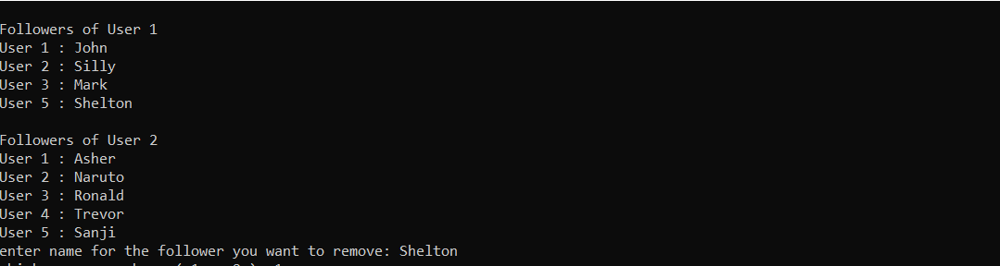 Followers of User 1
User 1 : John
User 2 : Silly
User 3 : Mark
User 5 : Shelton
Followers of User 2
User 1 : Asher
User 2 : Naruto
User 3 : Ronald
User 4 : Trevor
User 5 : Sanji
enter name for the follower you want to remove: Shelton